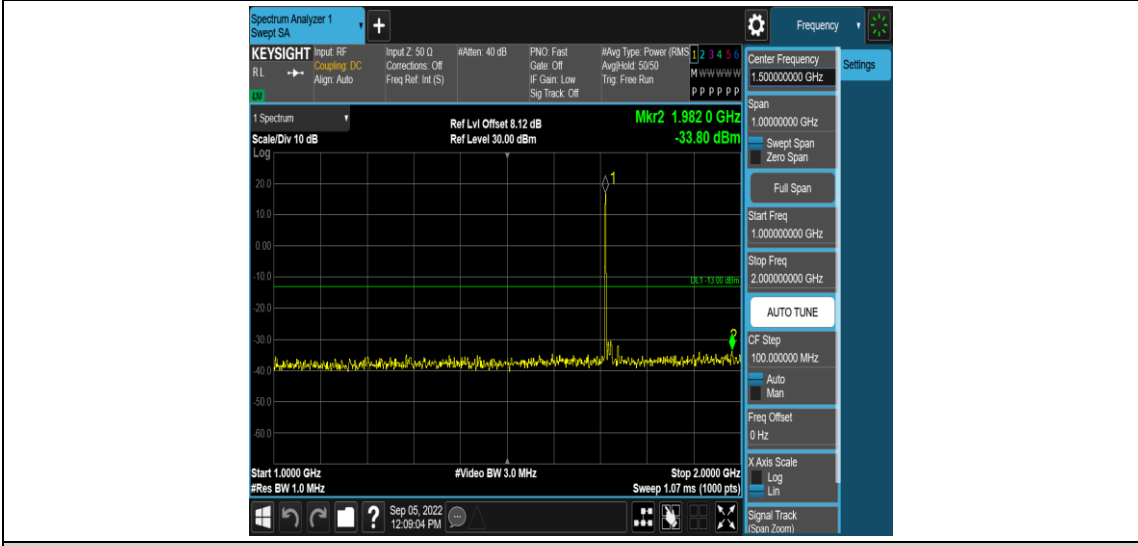 Spectrum Analyzer 1
Swept SA
+
Frequency
KEYSIGHT
RL
Input: RF
Coupling: DC
Align: Auto
Input Z: 50 Ω
Corrections: Off
Freq Ref: Int (S)
#Atten: 40 dB
PNO: Fast
Gate: Off
IF Gain: Low
Sig Track: Off
#Avg Type: Power (RMS
Avg|Hold: 50/50
Trig: Free Run
1 2 3 4 5 6
M W W W W W
P P P P P P
1 Spectrum
Scale/Div 10 dB
Log
Ref Lvl Offset 8.12 dB
Ref Level 30.00 dBm
Mkr2 1.982 0 GHz
-33.80 dBm
1
20.0
10.0
0.00
-10.0
DL1 -13.00 dBm
-20.0
-30.0
2
-40.0
-50.0
-60.0
Start 1.0000 GHz
#Res BW 1.0 MHz
#Video BW 3.0 MHz
Stop 2.0000 GHz
Sweep 1.07 ms (1000 pts)
?
Sep 05, 2022
12:09:04 PM
Center Frequency
1.500000000 GHz
Settings
Span
1.00000000 GHz
Swept Span
Zero Span
Full Span
Start Freq
1.000000000 GHz
Stop Freq
2.000000000 GHz
AUTO TUNE
CF Step
100.000000 MHz
Auto
Man
Freq Offset
0 Hz
X Axis Scale
Log
Lin
Signal Track
(Span Zoom)